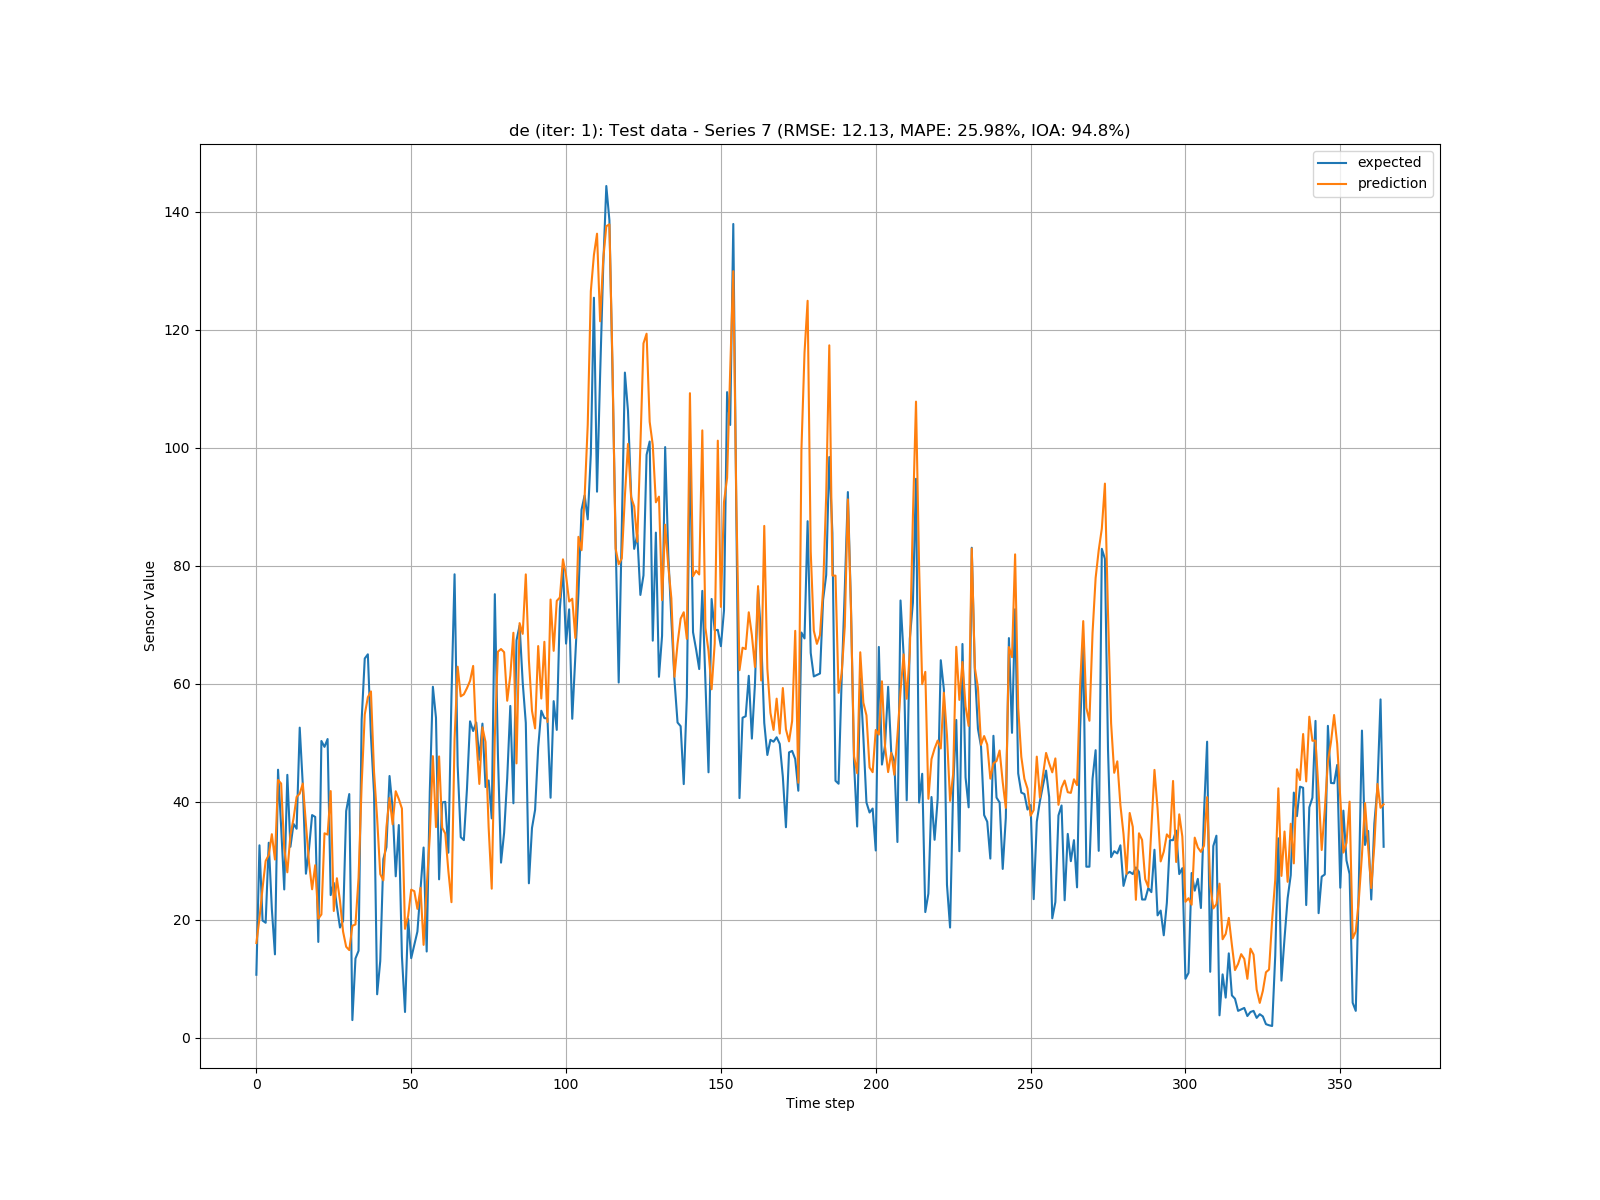 de (iter: 1): Test data - Series 7 (RMSE: 12.13, MAPE: 25.98%, IOA: 94.8%)
expected
prediction
140
120
100
80
60
40
20
0
Sensor Value
0 50 100 150 200 250 300 350
Time step